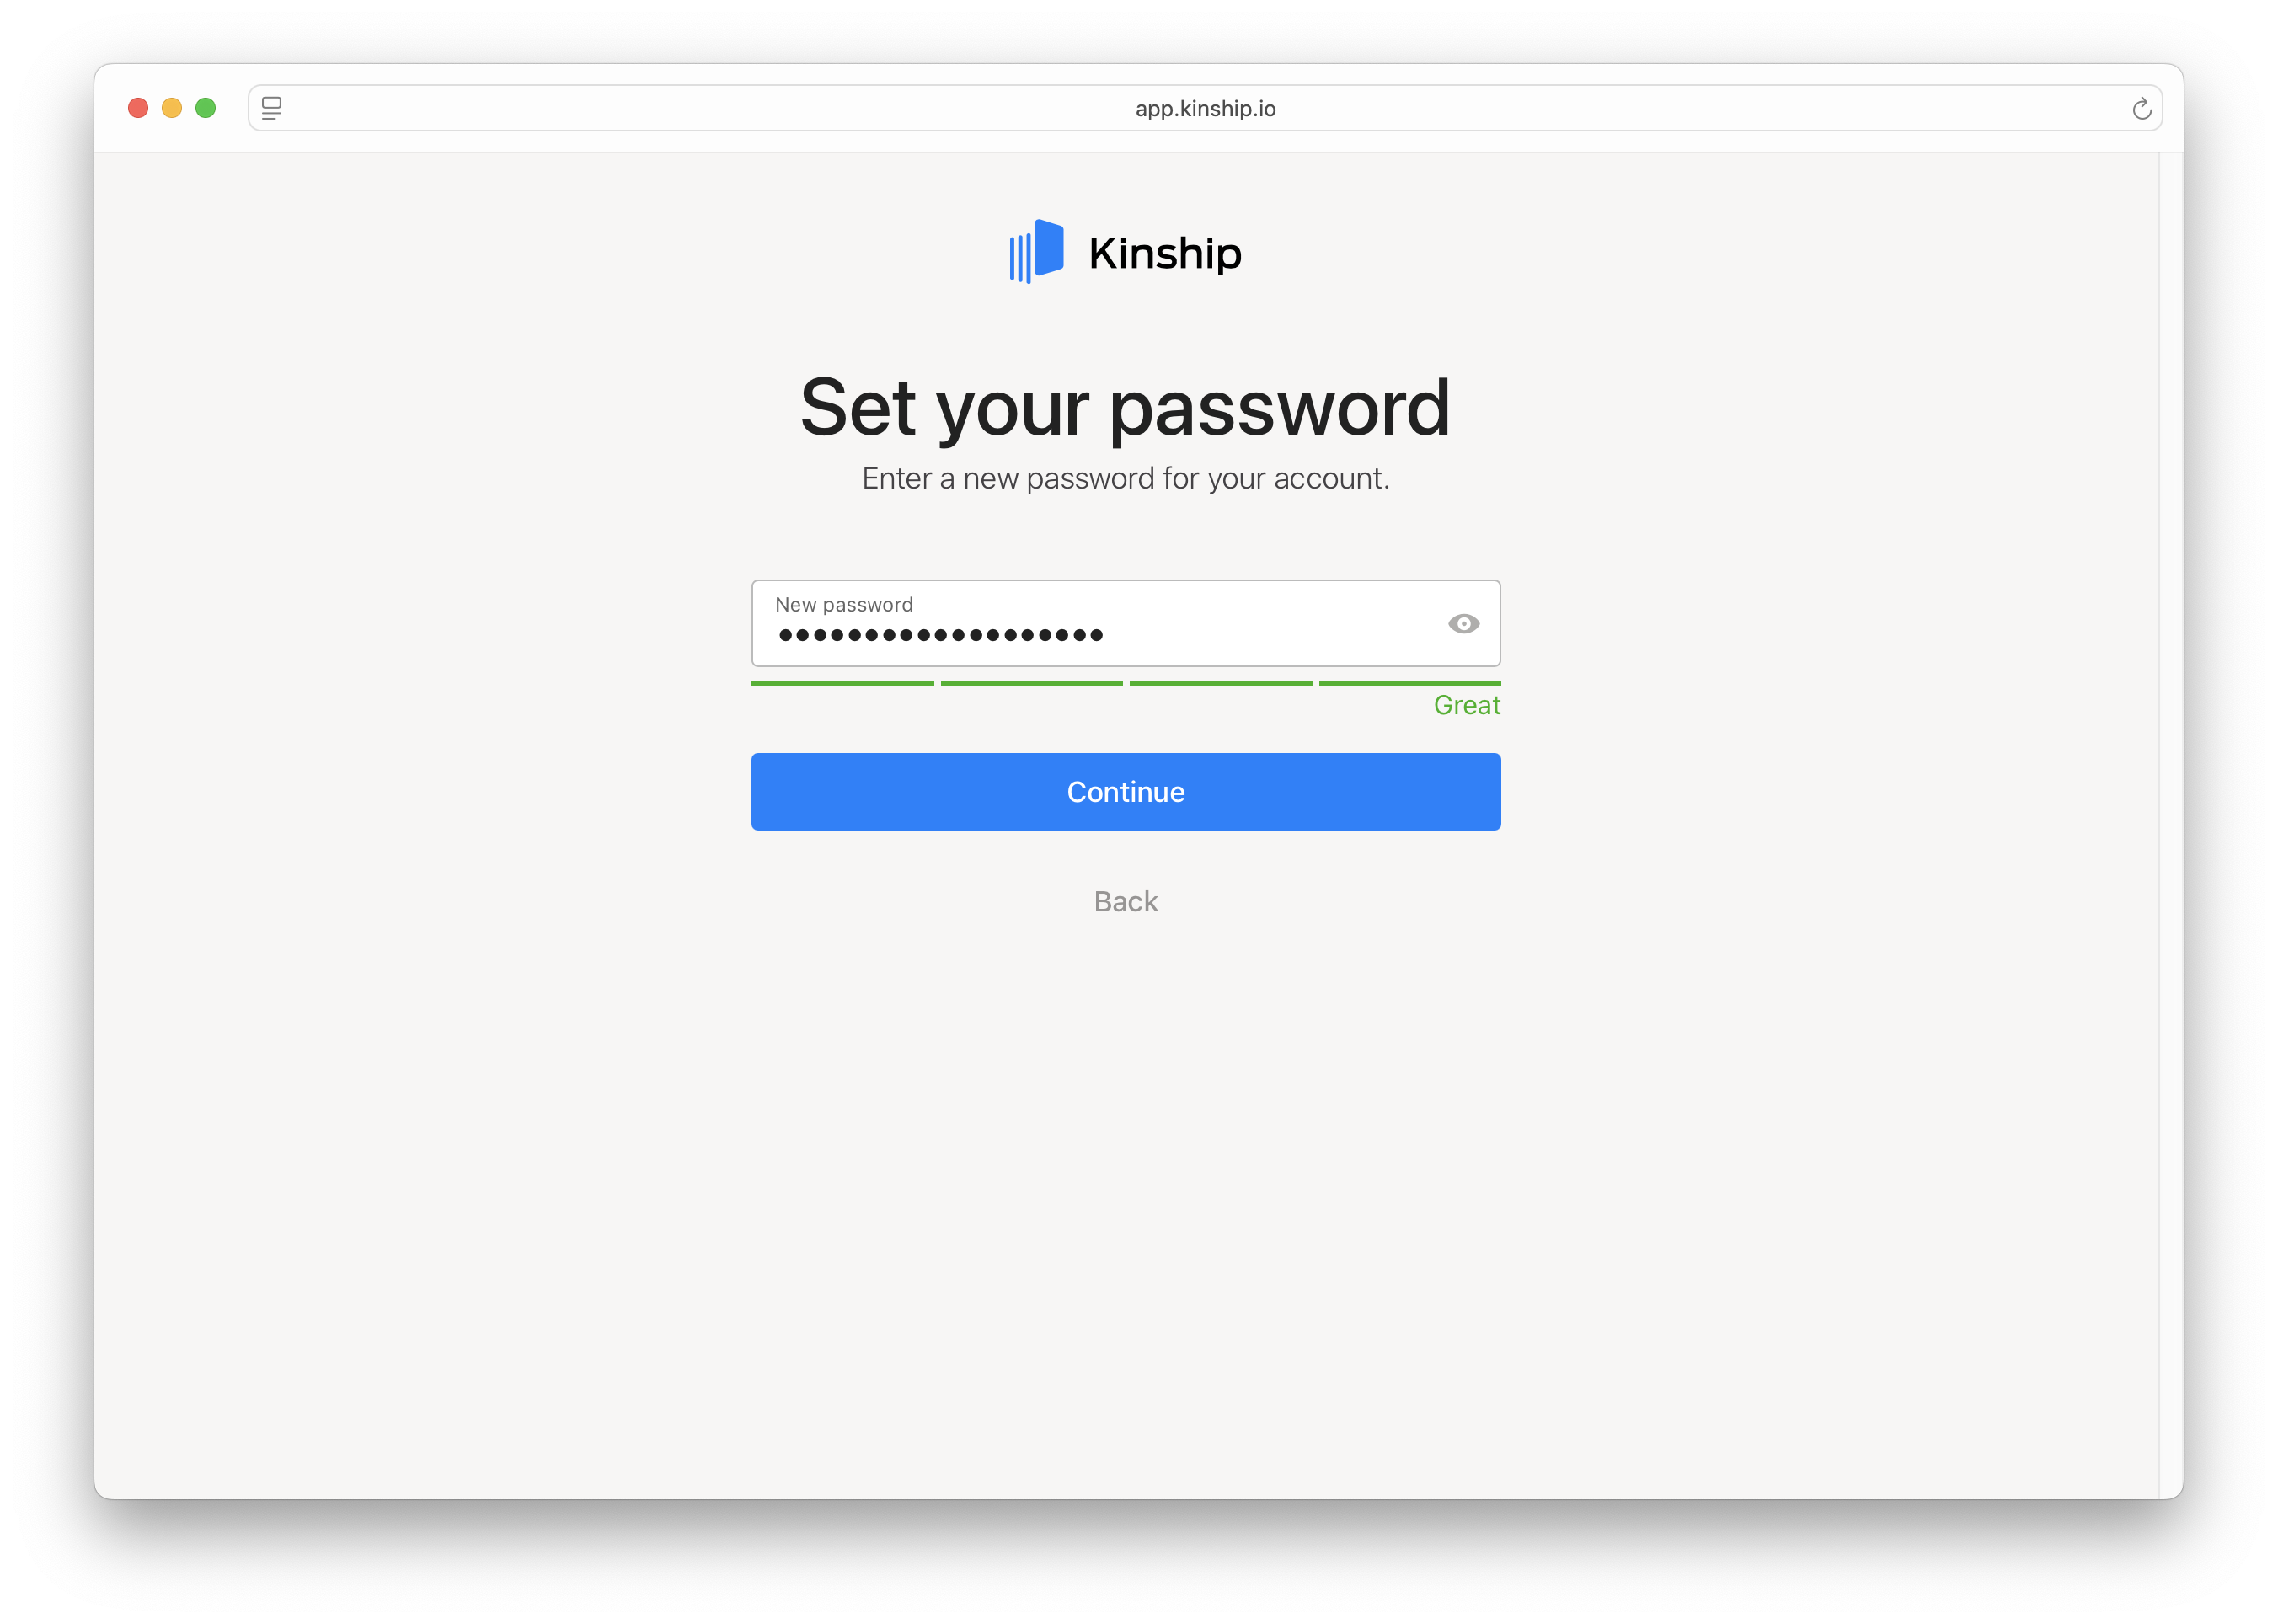 app.kinship.io
Kinship
Set your password
Enter a new password for your account.
New password
●●●●●●●●●●●●●●●●●●●
Great
Continue
Back